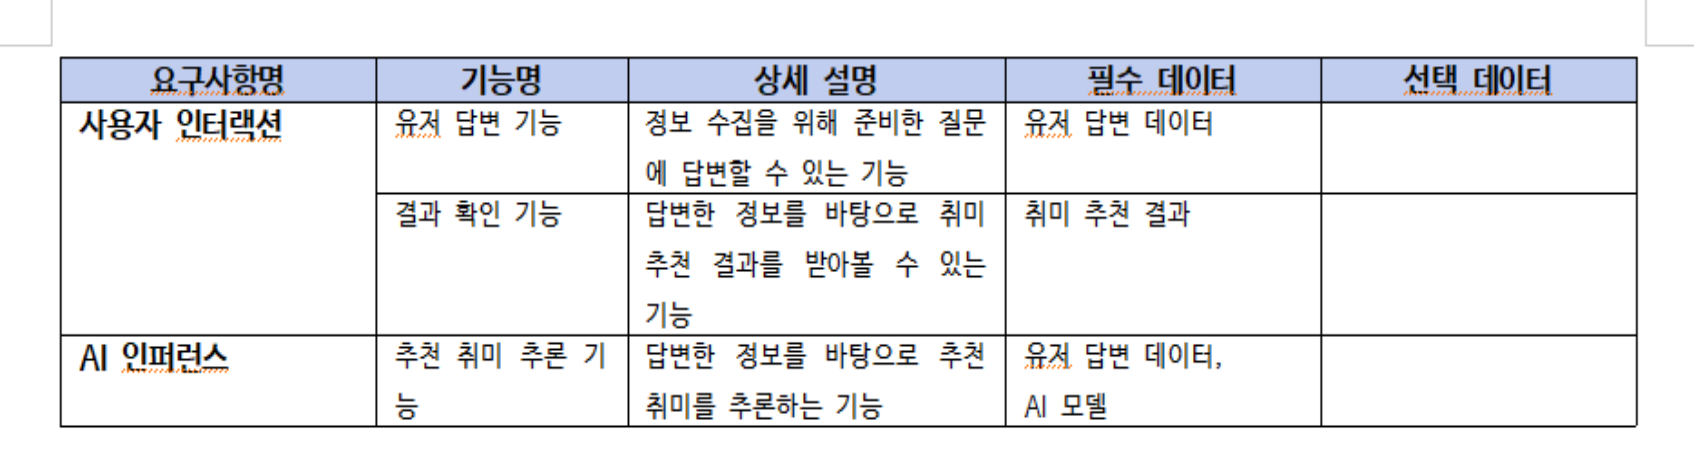 요구사항명 기능명 상세 설명 필수 데이터 선택 데이터
사용자 인터랙션 유저 답변 기능 정보 수집을 위해 준비한 질문 유저 답변 데이터
에 답변할 수 있는 기능
결과 확인 기능 답변한 정보를 바탕으로 취미 취미 추천 결과
추천 결과를 받아볼 수 있는
기능
AI 인퍼런스 추천 취미 추론 기 답변한 정보를 바탕으로 추천 유저 답변 데이터,
능 취미를 추론하는 기능 AI 모델